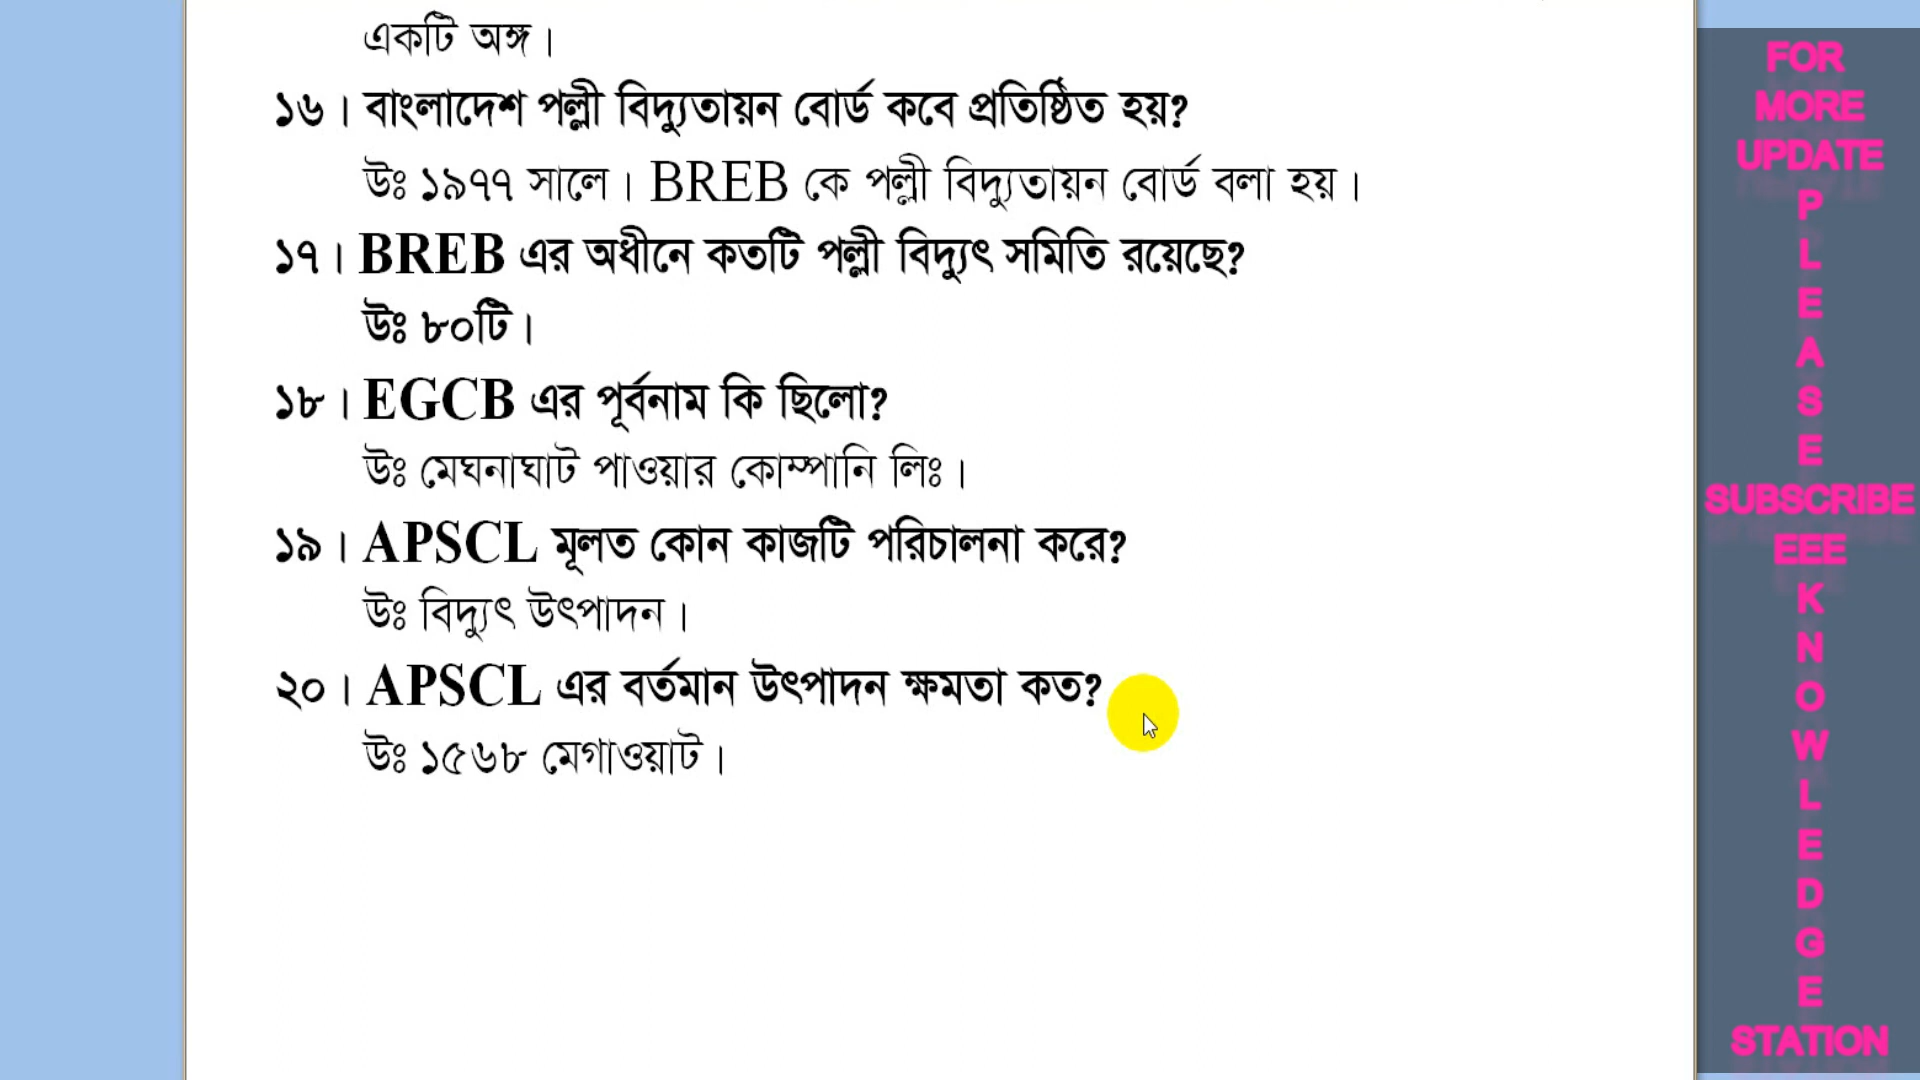 একটি অঙ্গ।
১৬। বাংলাদেশ পল্লী বিদ্যুতায়ন বোর্ড কবে প্রতিষ্ঠিত হয়?
উঃ ১৯৭৭ সালে। BREB কে পল্লী বিদ্যুতায়ন বোর্ড বলা হয়।
১৭। BREB এর অধীনে কতটি পল্লী বিদ্যুৎ সমিতি রয়েছে?
উঃ ৮০টি।
১৮। EGCB এর পূর্বনাম কি ছিলো?
উঃ মেঘনাঘাট পাওয়ার কোম্পানি লিঃ।
১৯। APSCL মূলত কোন কাজটি পরিচালনা করে?
উঃ বিদ্যুৎ উৎপাদন।
২০। APSCL এর বর্তমান উৎপাদন ক্ষমতা কত?
উঃ ১৫৬৮ মেগাওয়াট।
FOR
MORE
UPDATE
P
L
E
A
S
E
SUBSCRIBE
EEE
K
N
O
W
L
E
D
G
E
STATION